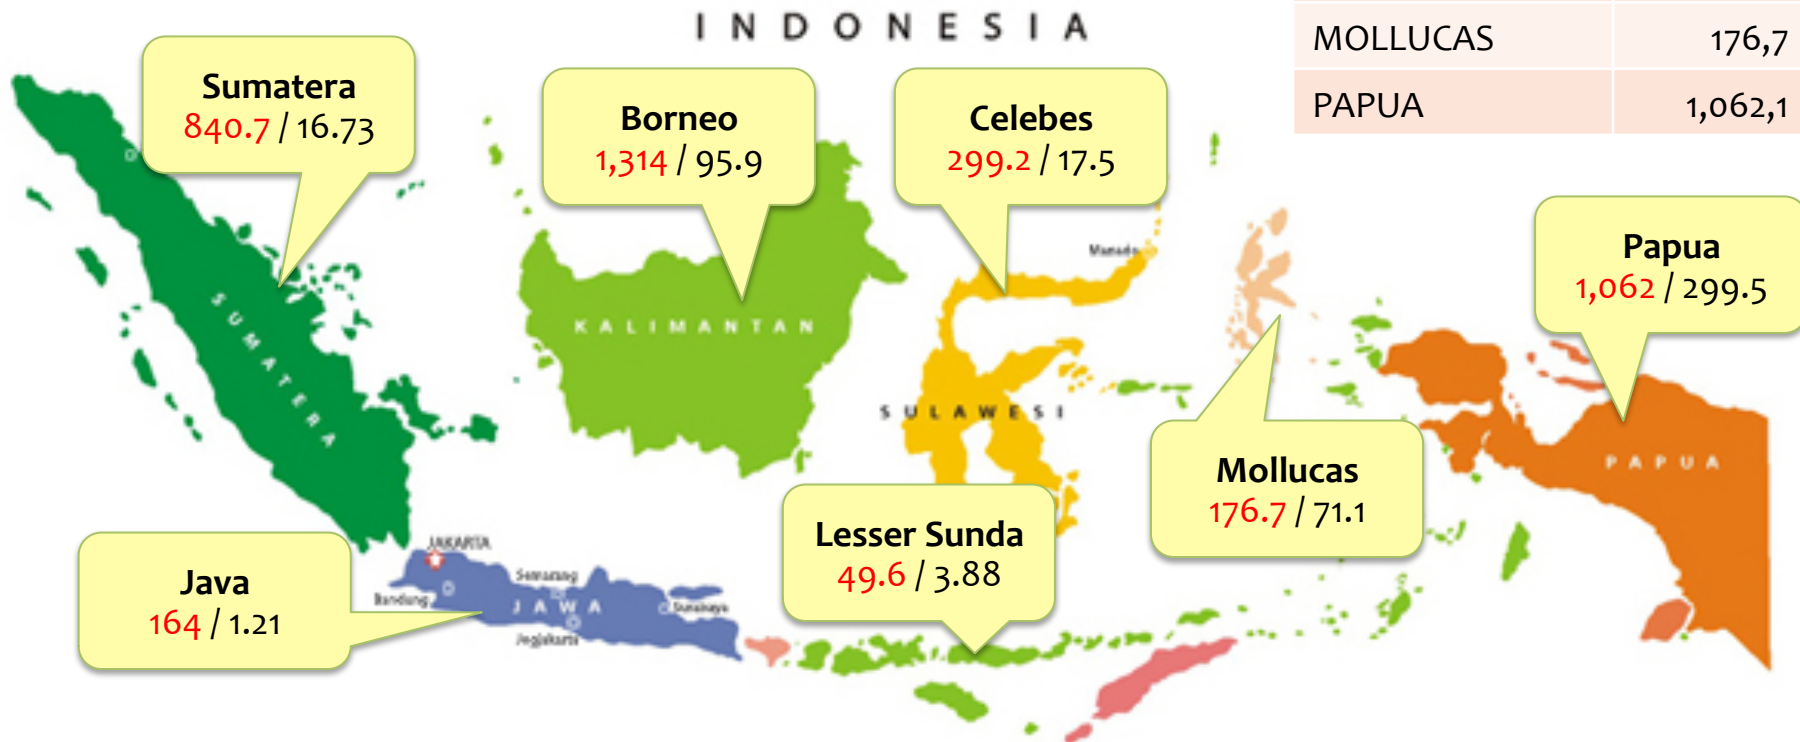 INDONESIA
MOLLUCAS 176,7
PAPUA 1,062,1
Sumatera
840.7 / 16.73
Borneo
1,314 / 95.9
Celebes
299.2 / 17.5
Papua
1,062 / 299.5
Manado
SUMATERA
KALIMANTAN
SULAWESI
PAPUA
Mollucas
176.7 / 71.1
Lesser Sunda
49.6 / 3.88
Java
164 / 1.21
JAKARTA
Bandung
Semarang
JAWA
Surabaya
Jogjakarta